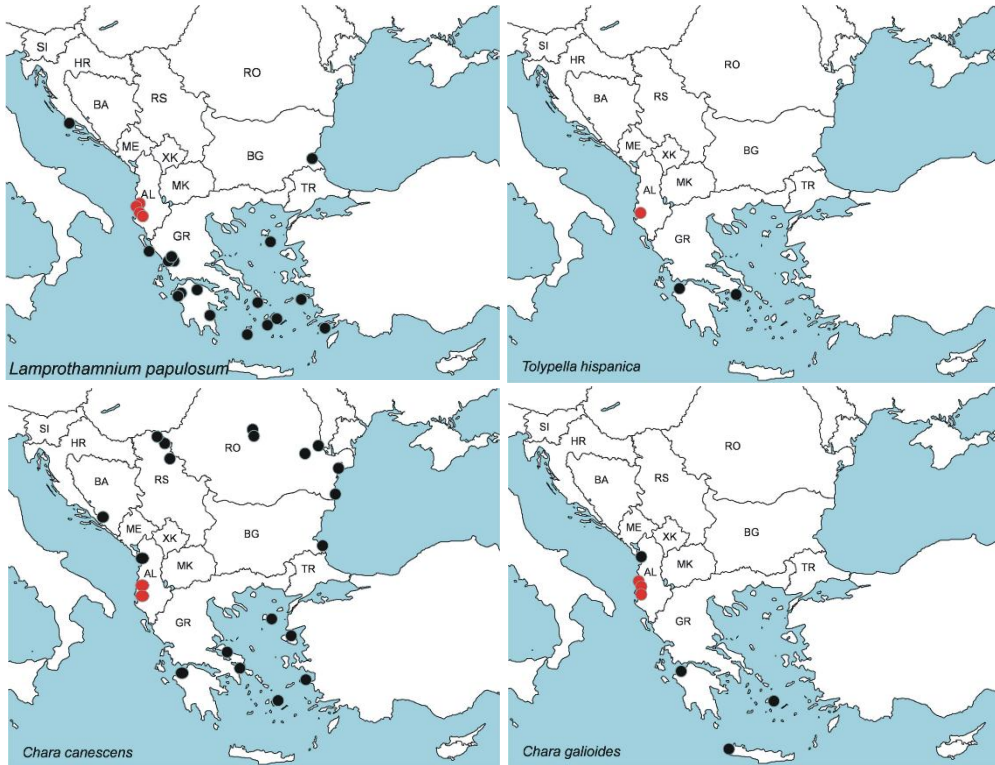 SI
HR
RO
BA
RS
ME
XK
BG
AL
MK
TR
GR
Lamprothamnium papulosum
SI
HR
RO
BA
RS
ME
XK
BG
AL
MK
TR
GR
Tolypella hispanica
SI
HR
RO
BA
RS
ME
XK
BG
AL
MK
TR
GR
Chara canescens
SI
HR
RO
BA
RS
ME
XK
BG
AL
MK
TR
GR
Chara galioides